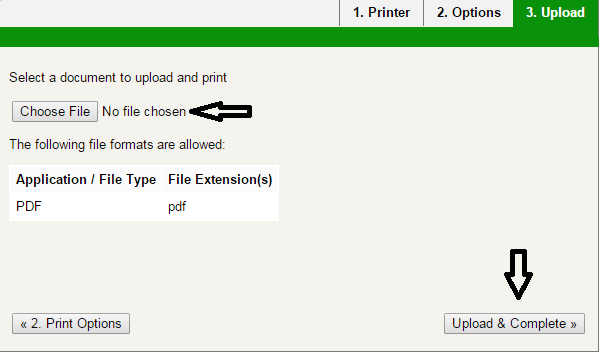 1. Printer 2. Options 3. Upload
Select a document to upload and print
Choose File No file chosen
The following file formats are allowed:
Application / File Type File Extension(s)
PDF pdf
« 2. Print Options Upload & Complete »